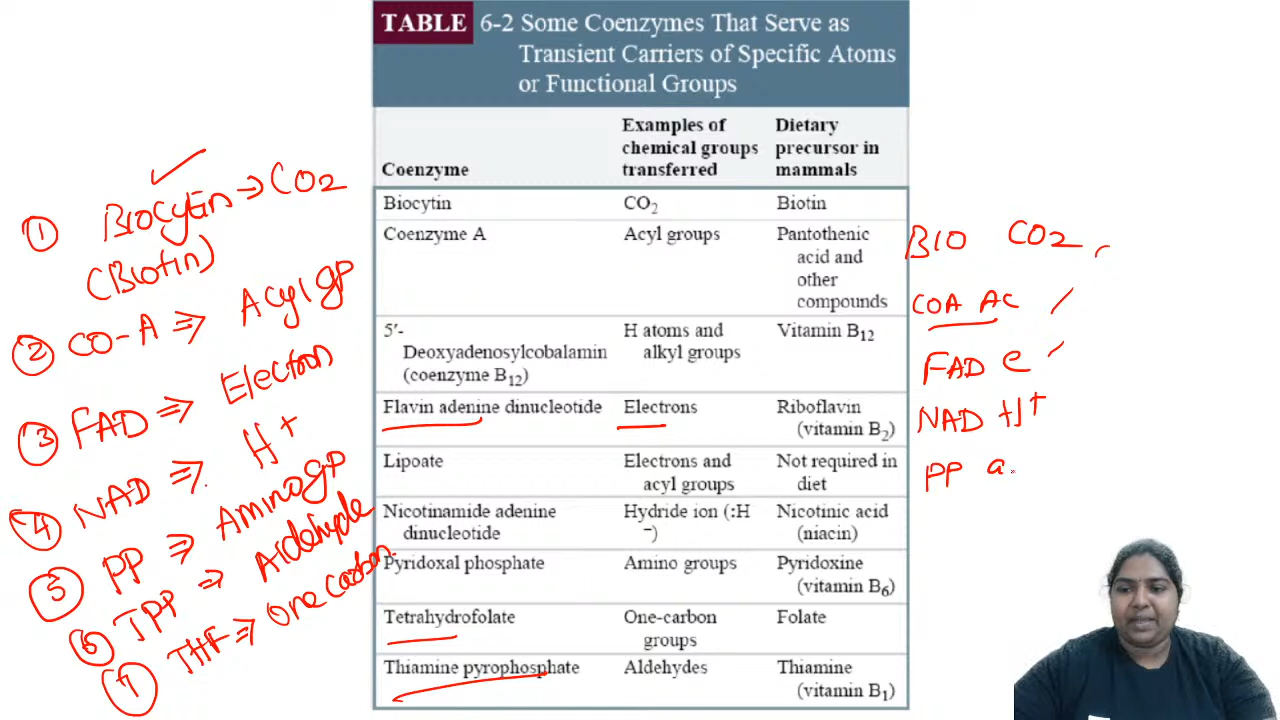 TABLE 6-2 Some Coenzymes That Serve as
Transient Carriers of Specific Atoms
or Functional Groups
Coenzyme
Examples of
chemical groups
transferred
Dietary
precursor in
mammals
Biocytin CO2 Biotin
Coenzyme A Acyl groups Pantothenic
acid and
other
compounds
5′- H atoms and Vitamin B12
Deoxyadenosylcobalamin alkyl groups
(coenzyme B12)
Flavin adenine dinucleotide Electrons Riboflavin
(vitamin B2)
Lipoate Electrons and Not required in
acyl groups diet
Nicotinamide adenine Hydride ion (:H Nicotinic acid
dinucleotide −) (niacin)
Pyridoxal phosphate Amino groups Pyridoxine
(vitamin B6)
Tetrahydrofolate One-carbon Folate
groups
Thiamine pyrophosphate Aldehydes Thiamine
(vitamin B1)
① Biocytin ⇒ CO2
(Biotin)
② CO-A ⇒ Acyl gp
③ FAD ⇒ Electron
④ NAD ⇒ H+
⑤ PP ⇒ Amino gp
⑥ TPP ⇒ Aldehyde
⑦ THF ⇒ One carbon.
BIO CO2
COA AC
FAD e
NAD H+
PP a